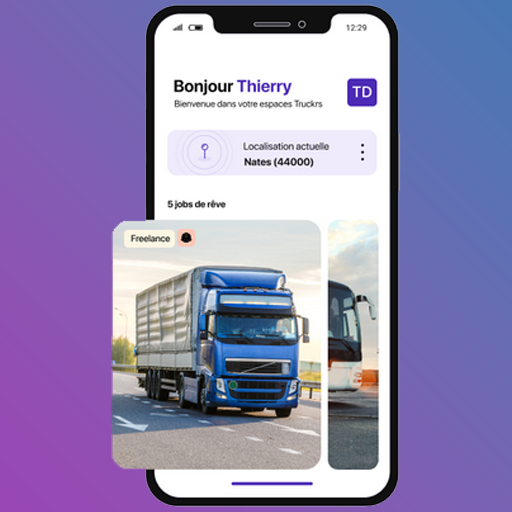 12:29
Bonjour Thierry
TD
Bienvenue dans votre espaces Truckrs
Localisation actuelle
Nates (44000)
5 jobs de rêve
Freelance